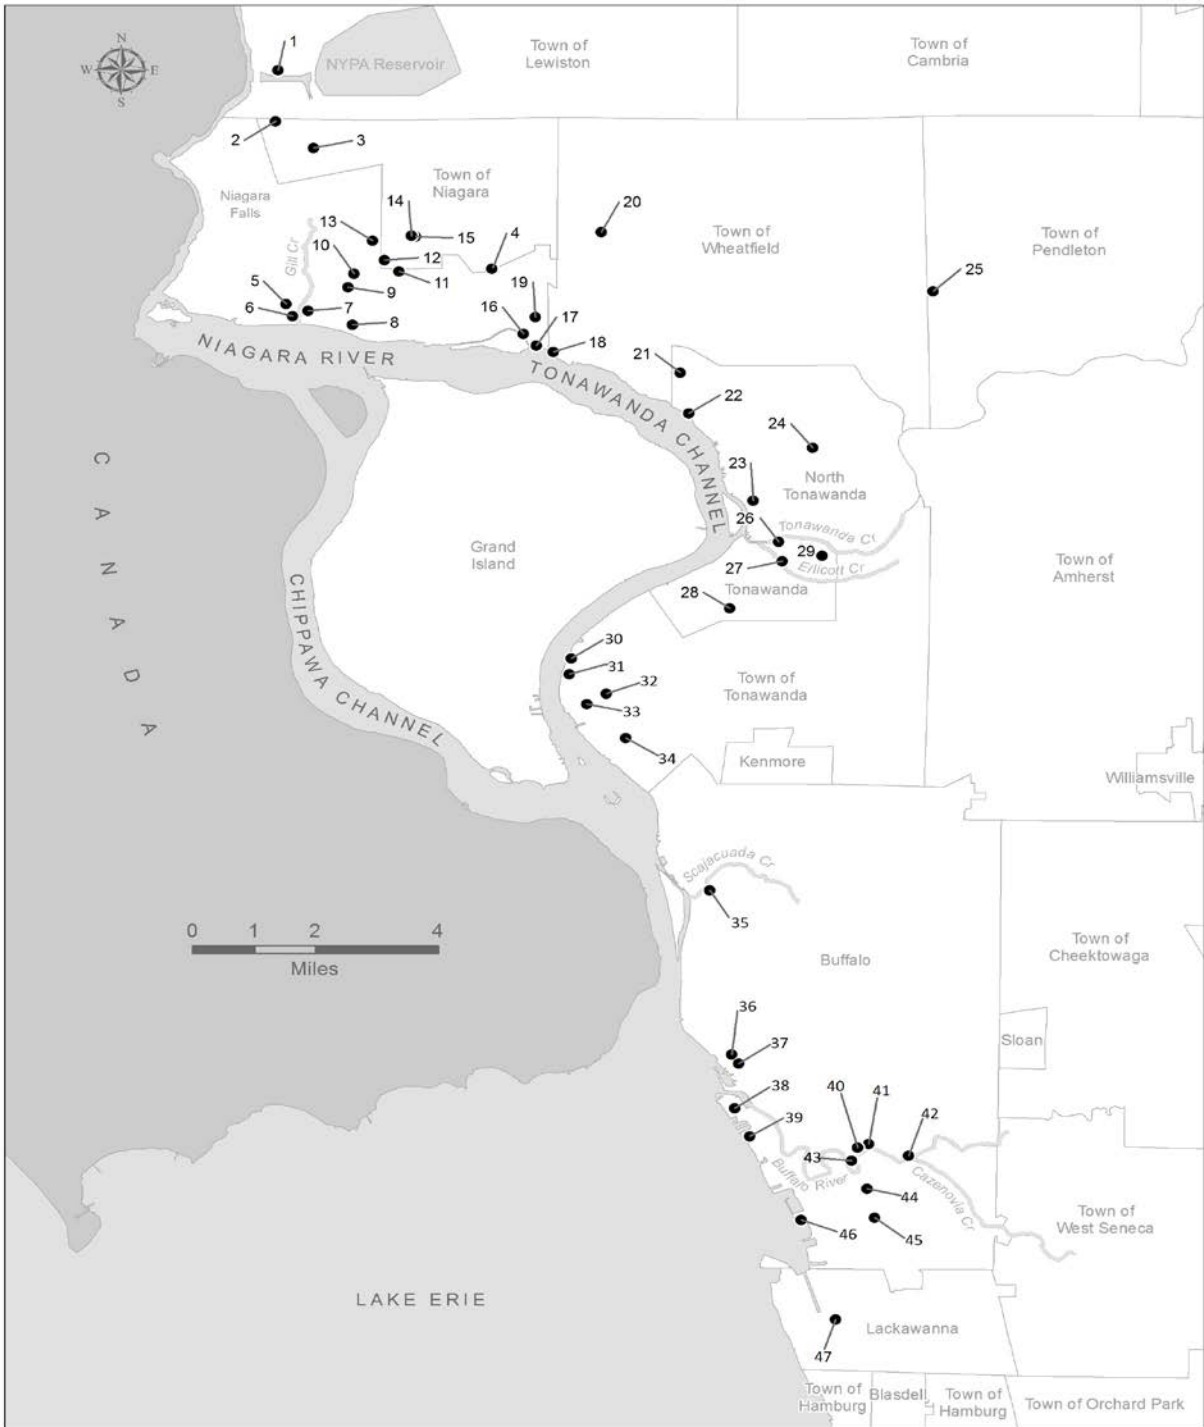 N
W
E
S
1
NYPA Reservoir
Town of
Lewiston
Town of
Cambria
2
3
Niagara
Falls
Town of
Niagara
13
14
15
4
20
Town of
Wheatfield
Town of
Pendleton
Gill Cr
10
12
11
25
5
6
7
9
8
19
16
17
18
NIAGARA RIVER
TONAWANDA CHANNEL
21
22
24
23
North
Tonawanda
26
Tonawanda Cr
29
27
Ellicott Cr
Tonawanda
28
Town of
Amherst
CANADA
Grand
Island
CHIPPAWA CHANNEL
30
31
32
33
34
Town of
Tonawanda
Kenmore
Williamsville
Scajacuada Cr
35
0
1
2
4
Miles
Buffalo
Town of
Cheektowaga
36
37
Sloan
38
39
40
41
42
43
Buffalo River
44
Cazenovia Cr
45
46
Town of
West Seneca
LAKE ERIE
Lackawanna
47
Town of
Hamburg
Blasdell
Town of
Hamburg
Town of Orchard Park